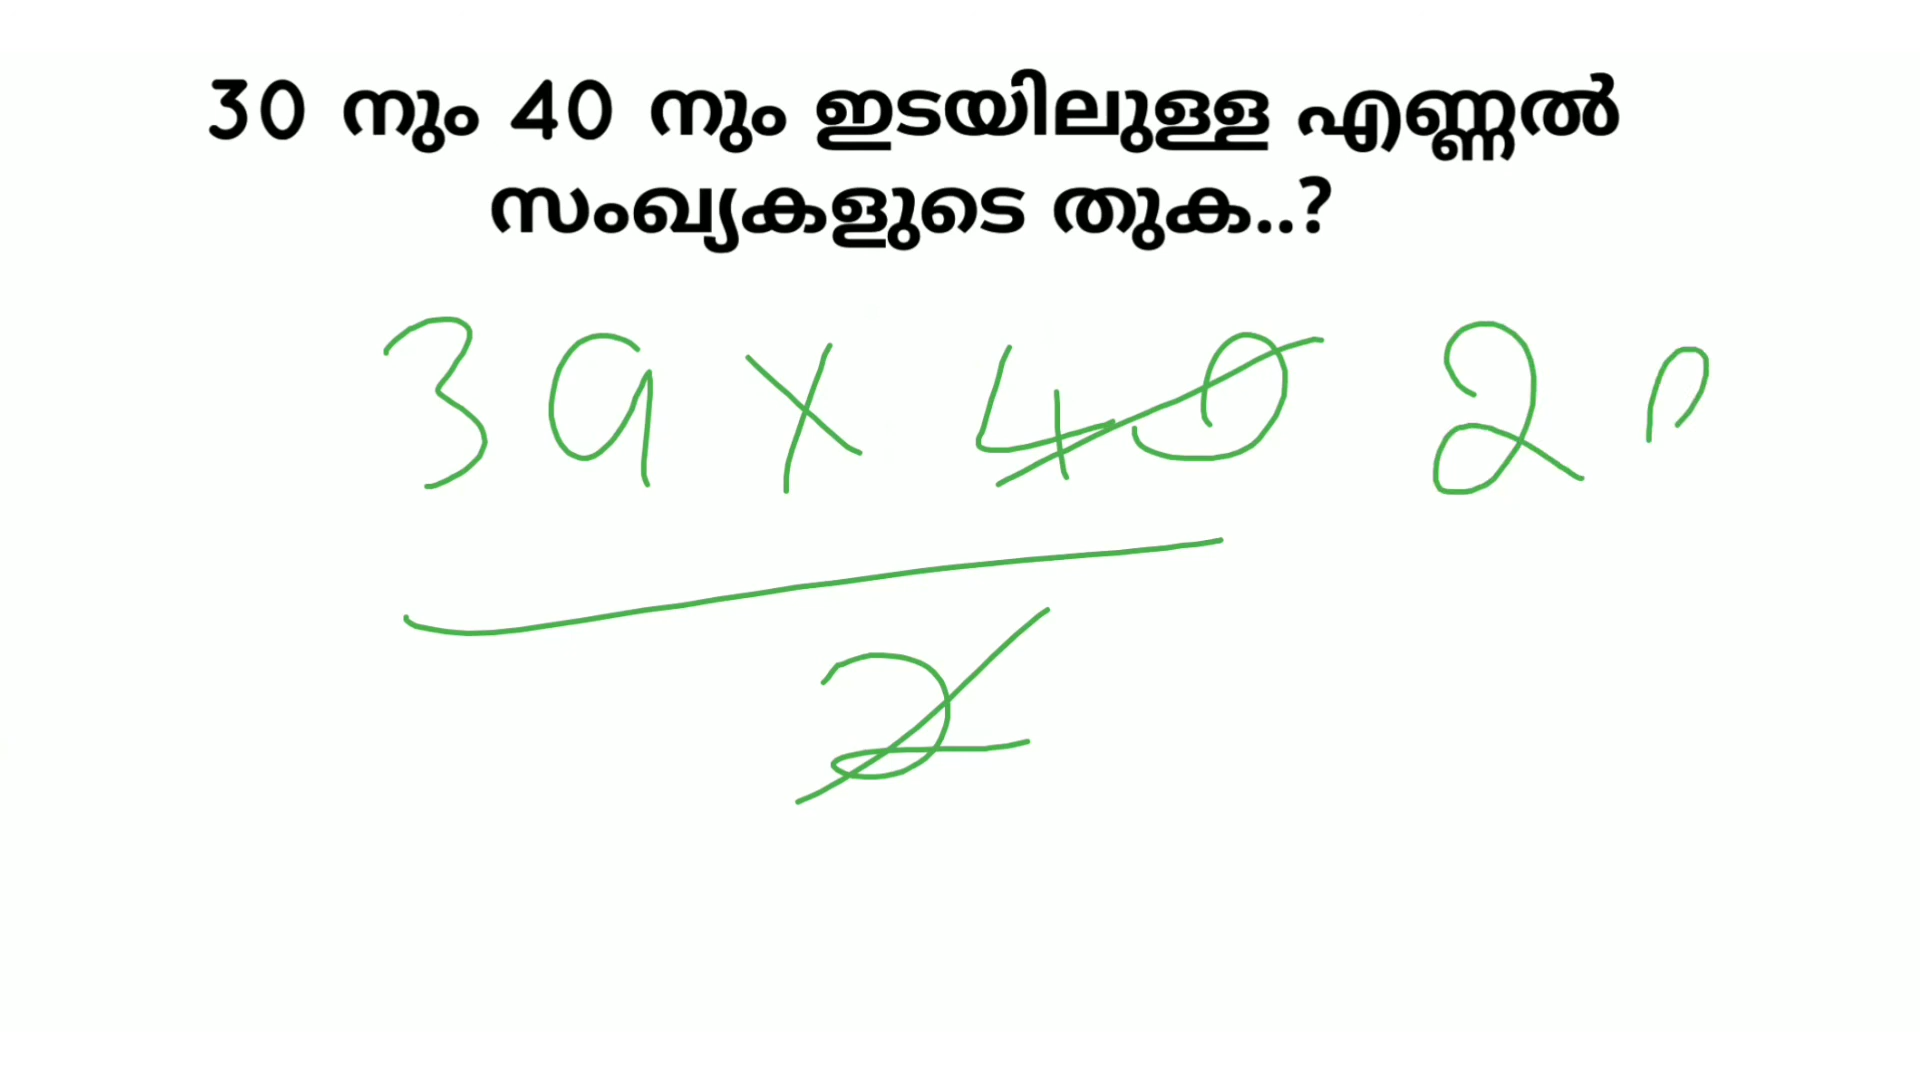 30 നും 40 നും ഇടയിലുള്ള എണ്ണൽ
സംഖ്യകളുടെ തുക..?
39 x 40 20
2